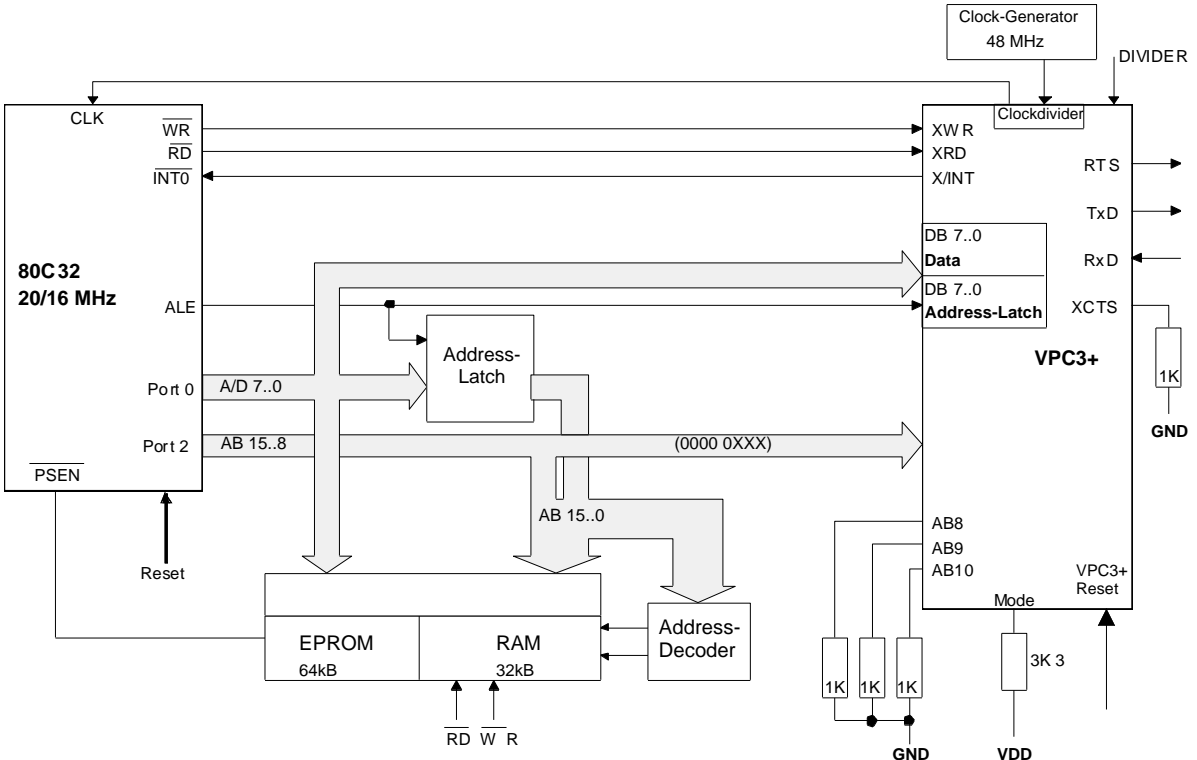 Clock-Generator
48 MHz
DIVIDER
CLK
Clockdivider
WR
XWR
RD
XRD
INT0
X/INT
RTS
TxD
DB 7..0
Data
RxD
80C32
20/16 MHz
ALE
DB 7..0
Address-Latch
XCTS
Address-
Latch
VPC3+
1K
Port 0
A/D 7..0
GND
Port 2
AB 15..8
(0000 0XXX)
PSEN
AB 15..0
AB8
AB9
AB10
Reset
VPC3+
Reset
Mode
EPROM
64kB
RAM
32kB
Address-
Decoder
3K3
1K
1K
1K
RD
WR
GND
VDD